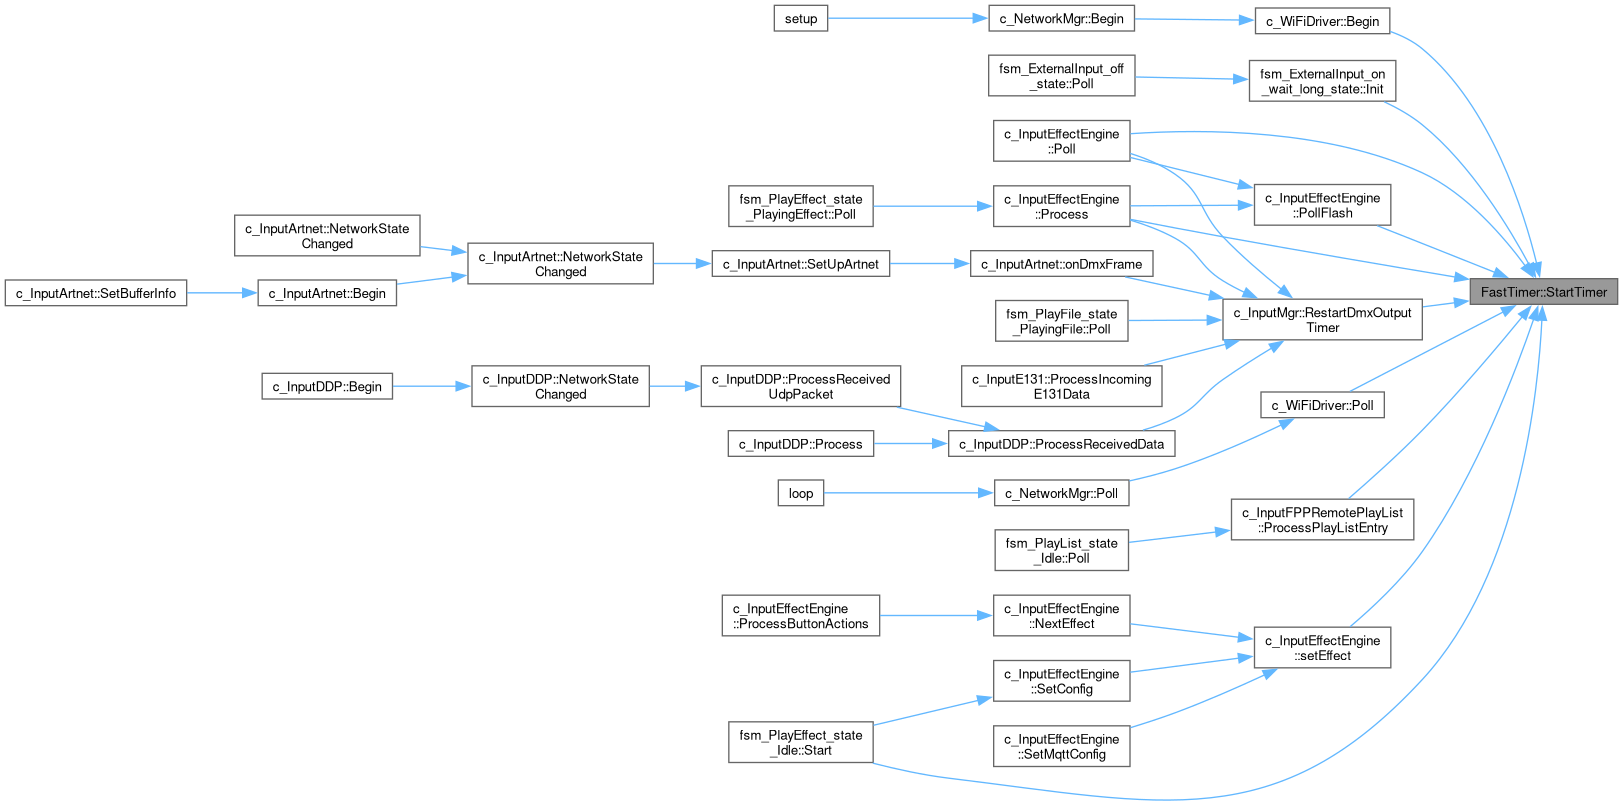 setup
c_NetworkMgr::Begin
c_WiFiDriver::Begin
fsm_ExternalInput_off
_state::Poll
fsm_ExternalInput_on
_wait_long_state::Init
c_InputEffectEngine
::Poll
fsm_PlayEffect_state
_PlayingEffect::Poll
c_InputEffectEngine
::Process
c_InputEffectEngine
::PollFlash
c_InputArtnet::NetworkState
Changed
c_InputArtnet::NetworkState
Changed
c_InputArtnet::SetUpArtnet
c_InputArtnet::onDmxFrame
c_InputArtnet::SetBufferInfo
c_InputArtnet::Begin
FastTimer::StartTimer
fsm_PlayFile_state
_PlayingFile::Poll
c_InputMgr::RestartDmxOutput
Timer
c_InputDDP::Begin
c_InputDDP::NetworkState
Changed
c_InputDDP::ProcessReceived
UdpPacket
c_InputE131::ProcessIncoming
E131Data
c_WiFiDriver::Poll
c_InputDDP::Process
c_InputDDP::ProcessReceivedData
loop
c_NetworkMgr::Poll
c_InputFPPRemotePlayList
::ProcessPlayListEntry
fsm_PlayList_state
_Idle::Poll
c_InputEffectEngine
::ProcessButtonActions
c_InputEffectEngine
::NextEffect
c_InputEffectEngine
::setEffect
c_InputEffectEngine
::SetConfig
fsm_PlayEffect_state
_Idle::Start
c_InputEffectEngine
::SetMqttConfig